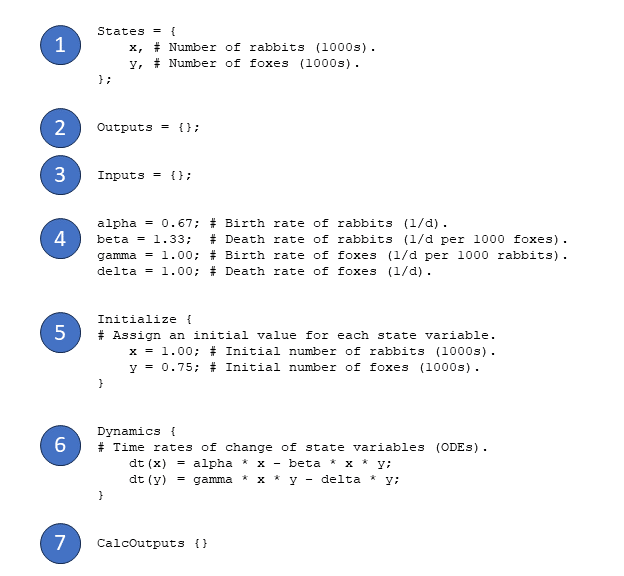 1
States = {
x, # Number of rabbits (1000s).
y, # Number of foxes (1000s).
};
2
Outputs = {};
3
Inputs = {};
4
alpha = 0.67; # Birth rate of rabbits (1/d).
beta = 1.33;  # Death rate of rabbits (1/d per 1000 foxes).
gamma = 1.00; # Birth rate of foxes (1/d per 1000 rabbits).
delta = 1.00; # Death rate of foxes (1/d).
5
Initialize {
# Assign an initial value for each state variable.
x = 1.00; # Initial number of rabbits (1000s).
y = 0.75; # Initial number of foxes (1000s).
}
6
Dynamics {
# Time rates of change of state variables (ODEs).
dt(x) = alpha * x - beta * x * y;
dt(y) = gamma * x * y - delta * y;
}
7
CalcOutputs {}